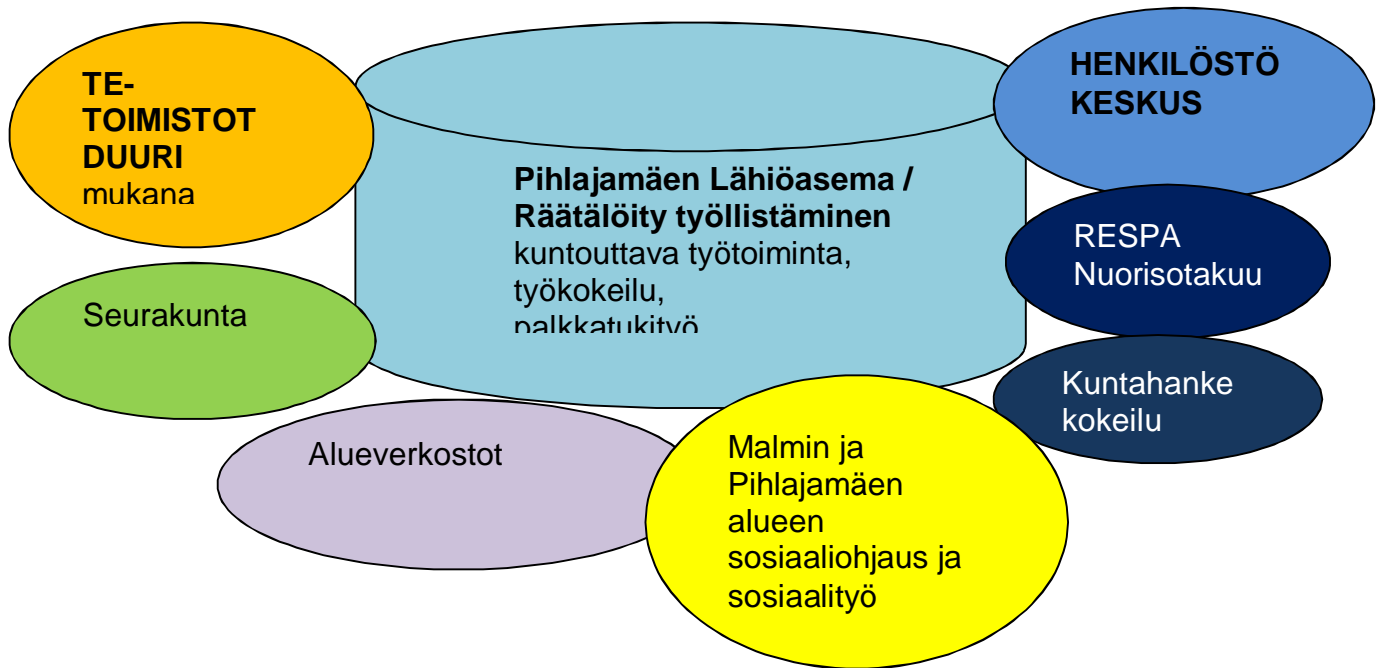 TE-
TOIMISTOT
DUURI
mukana
Pihlajamäen Lähiöasema /
Räätälöity työllistäminen
kuntouttava työtoiminta,
työkokeilu,
palkkatukityö
HENKILÖSTÖ
KESKUS
RESPA
Nuorisotakuu
Seurakunta
Kuntahanke
kokeilu
Alueverkostot
Malmin ja
Pihlajamäen
alueen
sosiaaliohjaus ja
sosiaalityö